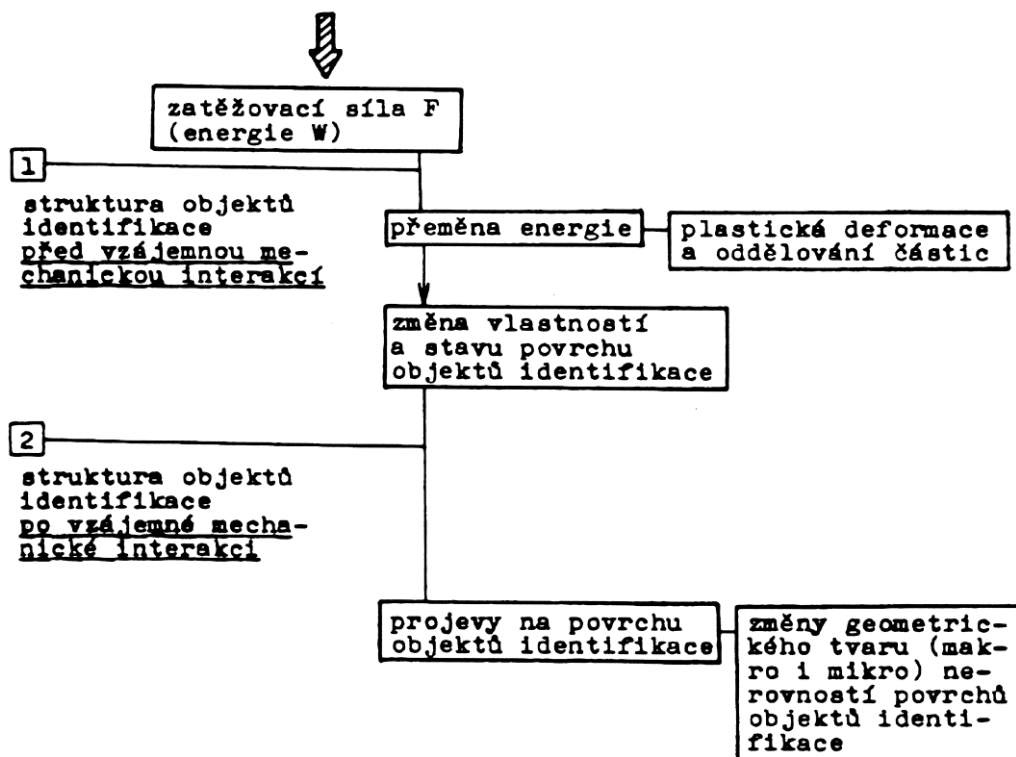 zatěžovací síla F
(energie W)
1
struktura objektů
identifikace
před vzájemnou me-
chanickou interakcí
přeměna energie
plastická deformace
a oddělování částic
změna vlastností
a stavu povrchu
objektů identifikace
2
struktura objektů
identifikace
po vzájemné mecha-
nické interakci
projevy na povrchu
objektů identifikace
změny geometric-
kého tvaru (mak-
ro i mikro) ne-
rovností povrchů
objektů identi-
fikace